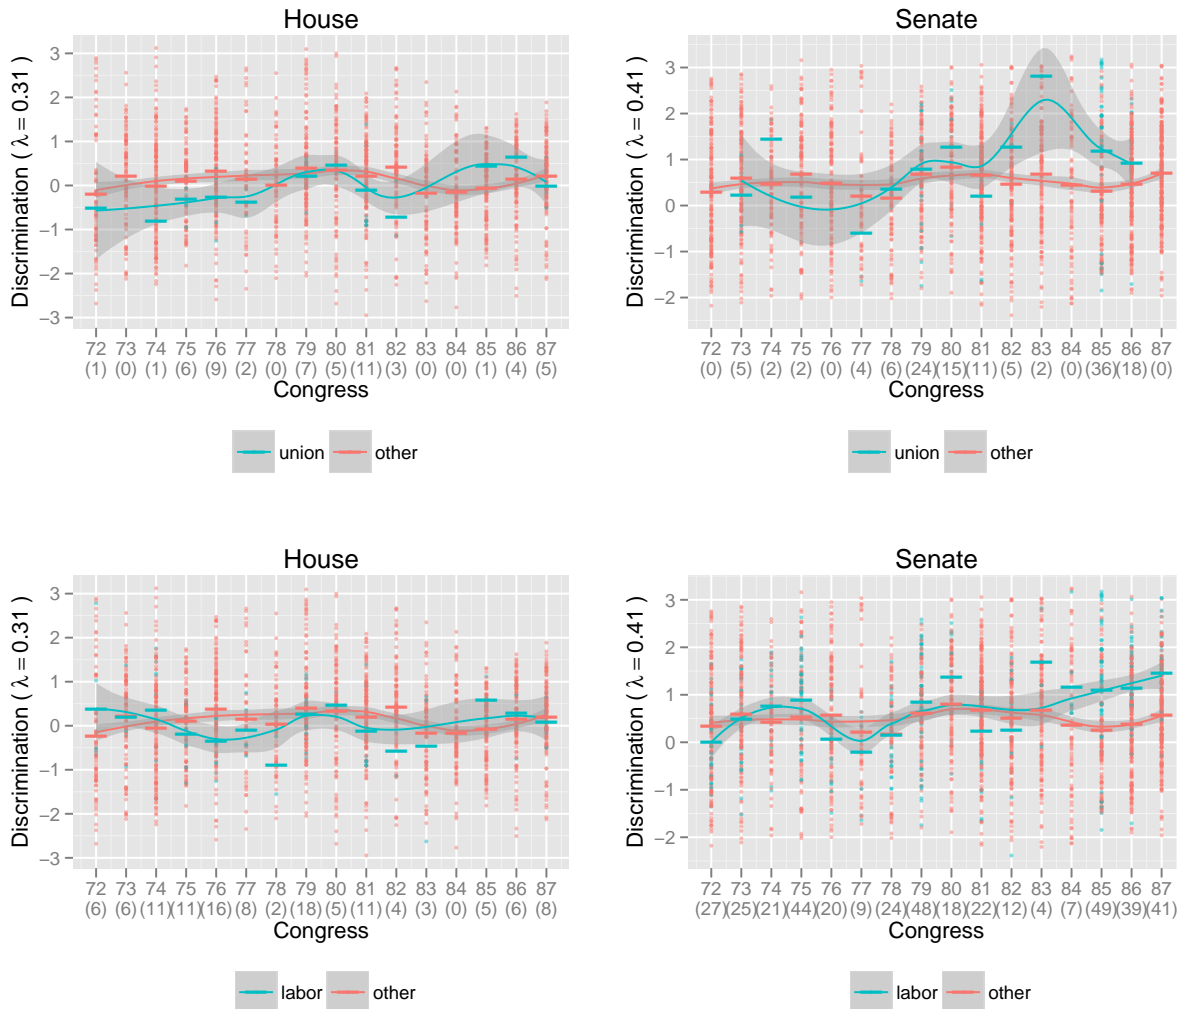 House
Discrimination ( λ = 0.31 )
3
2
1
0
−1
−2
−3
72 73 74 75 76 77 78 79 80 81 82 83 84 85 86 87
(1) (0) (1) (6) (9) (2) (0) (7) (5) (11) (3) (0) (0) (1) (4) (5)
Congress
union other
Senate
Discrimination ( λ = 0.41 )
3
2
1
0
−1
−2
72 73 74 75 76 77 78 79 80 81 82 83 84 85 86 87
(0) (5) (2) (2) (0) (4) (6) (24) (15) (11) (5) (2) (0) (36) (18) (0)
Congress
union other
House
Discrimination ( λ = 0.31 )
3
2
1
0
−1
−2
−3
72 73 74 75 76 77 78 79 80 81 82 83 84 85 86 87
(6) (6) (11) (11) (16) (8) (2) (18) (5) (11) (4) (3) (0) (5) (6) (8)
Congress
labor other
Senate
Discrimination ( λ = 0.41 )
3
2
1
0
−1
−2
72 73 74 75 76 77 78 79 80 81 82 83 84 85 86 87
(27) (25) (21) (44) (20) (9) (24) (48) (18) (22) (12) (4) (7) (49) (39) (41)
Congress
labor other